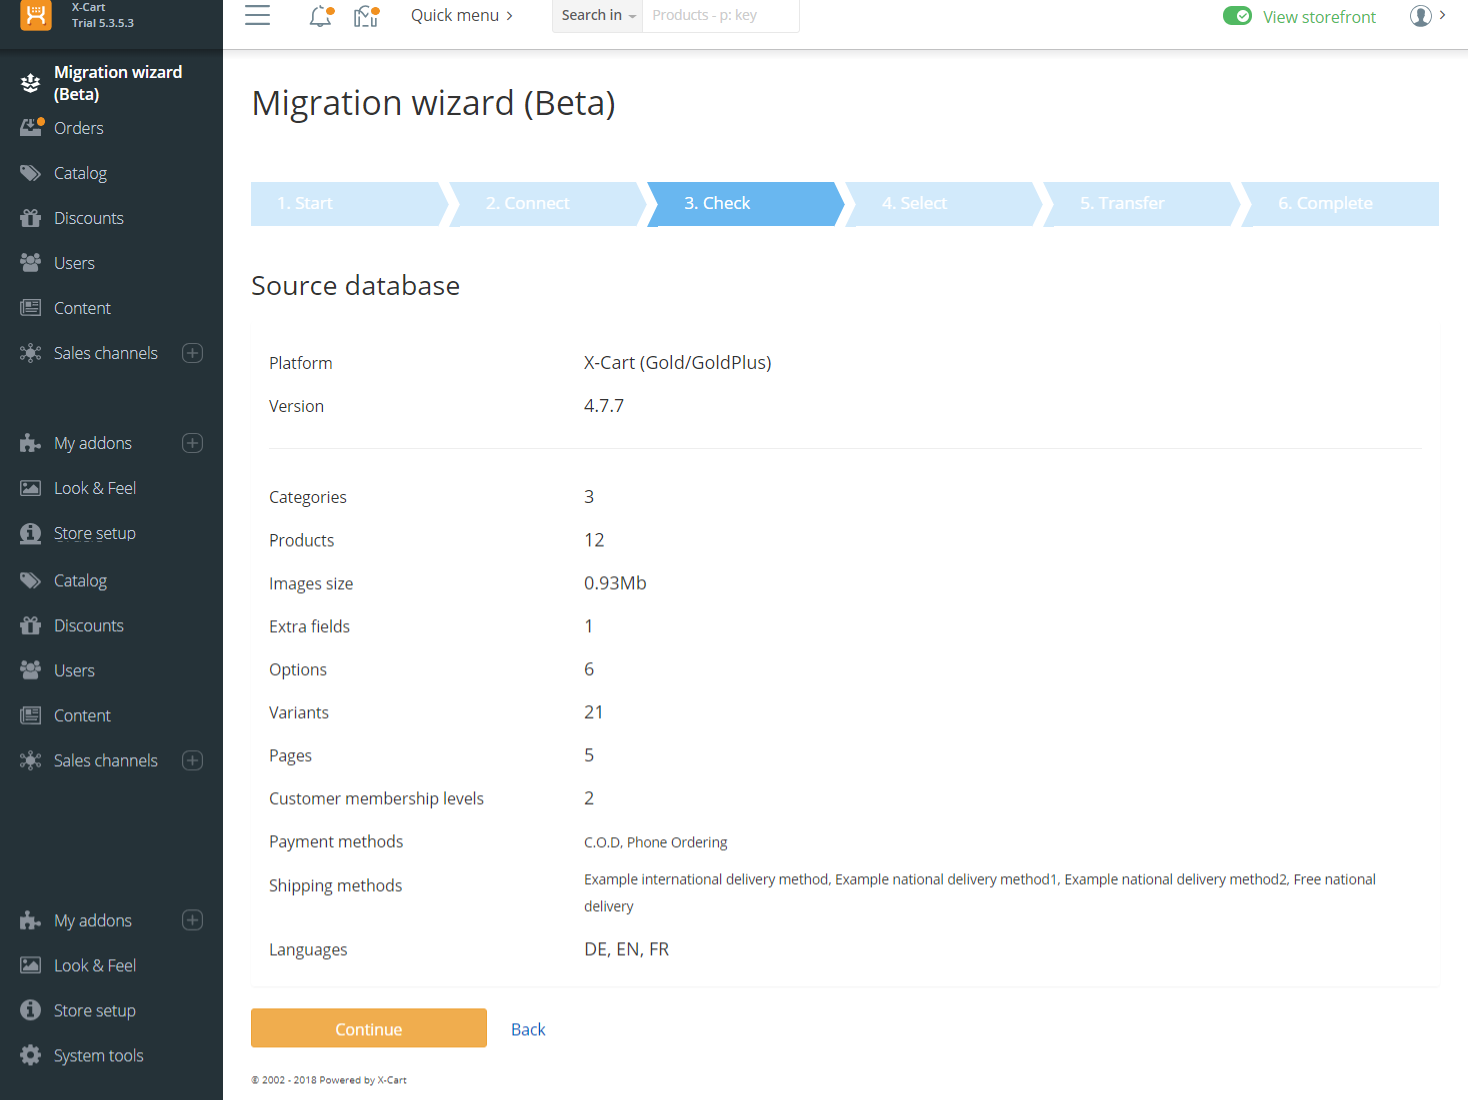 X-Cart
Trial 5.3.5.3
Quick menu
Search in
Products - p: key
View storefront
Migration wizard
(Beta)
Orders
Catalog
Discounts
Users
Content
Sales channels
My addons
Look & Feel
Store setup
Catalog
Discounts
Users
Content
Sales channels
My addons
Look & Feel
Store setup
System tools
Migration wizard (Beta)
1. Start
2. Connect
3. Check
4. Select
5. Transfer
6. Complete
Source database
Platform X-Cart (Gold/GoldPlus)
Version 4.7.7
Categories 3
Products 12
Images size 0.93Mb
Extra fields 1
Options 6
Variants 21
Pages 5
Customer membership levels 2
Payment methods C.O.D, Phone Ordering
Shipping methods Example international delivery method, Example national delivery method1, Example national delivery method2, Free national
delivery
Languages DE, EN, FR
Continue
Back
© 2002 - 2018 Powered by X-Cart